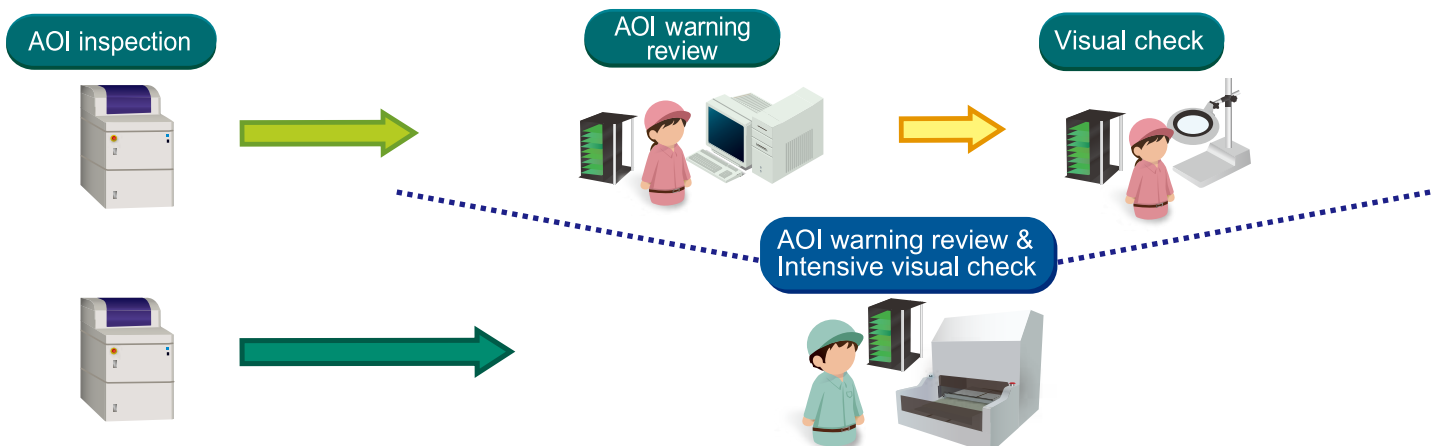 AOI inspection
AOI warning
review
Visual check
AOI warning review &
Intensive visual check